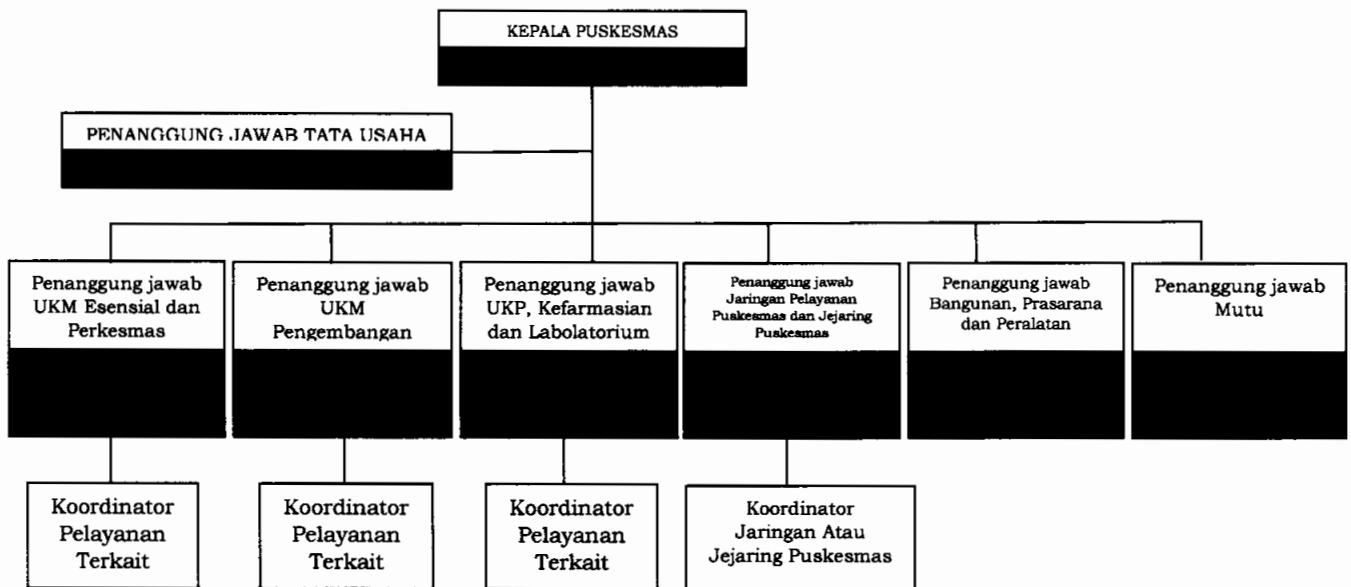 KEPALA PUSKESMAS
PENANGGUNG JAWAB TATA USAHA
Penanggung jawab
UKM Esensial dan
Perkesmas
Penanggung jawab
UKM
Pengembangan
Penanggung jawab
UKP, Kefarmasian
dan Labolatorium
Penanggung jawab
Jaringan Pelayanan
Puskesmas dan Jejaring
Puskesmas
Penanggung jawab
Bangunan, Prasarana
dan Peralatan
Penanggung jawab
Mutu
Koordinator
Pelayanan
Terkait
Koordinator
Pelayanan
Terkait
Koordinator
Pelayanan
Terkait
Koordinator
Jaringan Atau
Jejaring Puskesmas